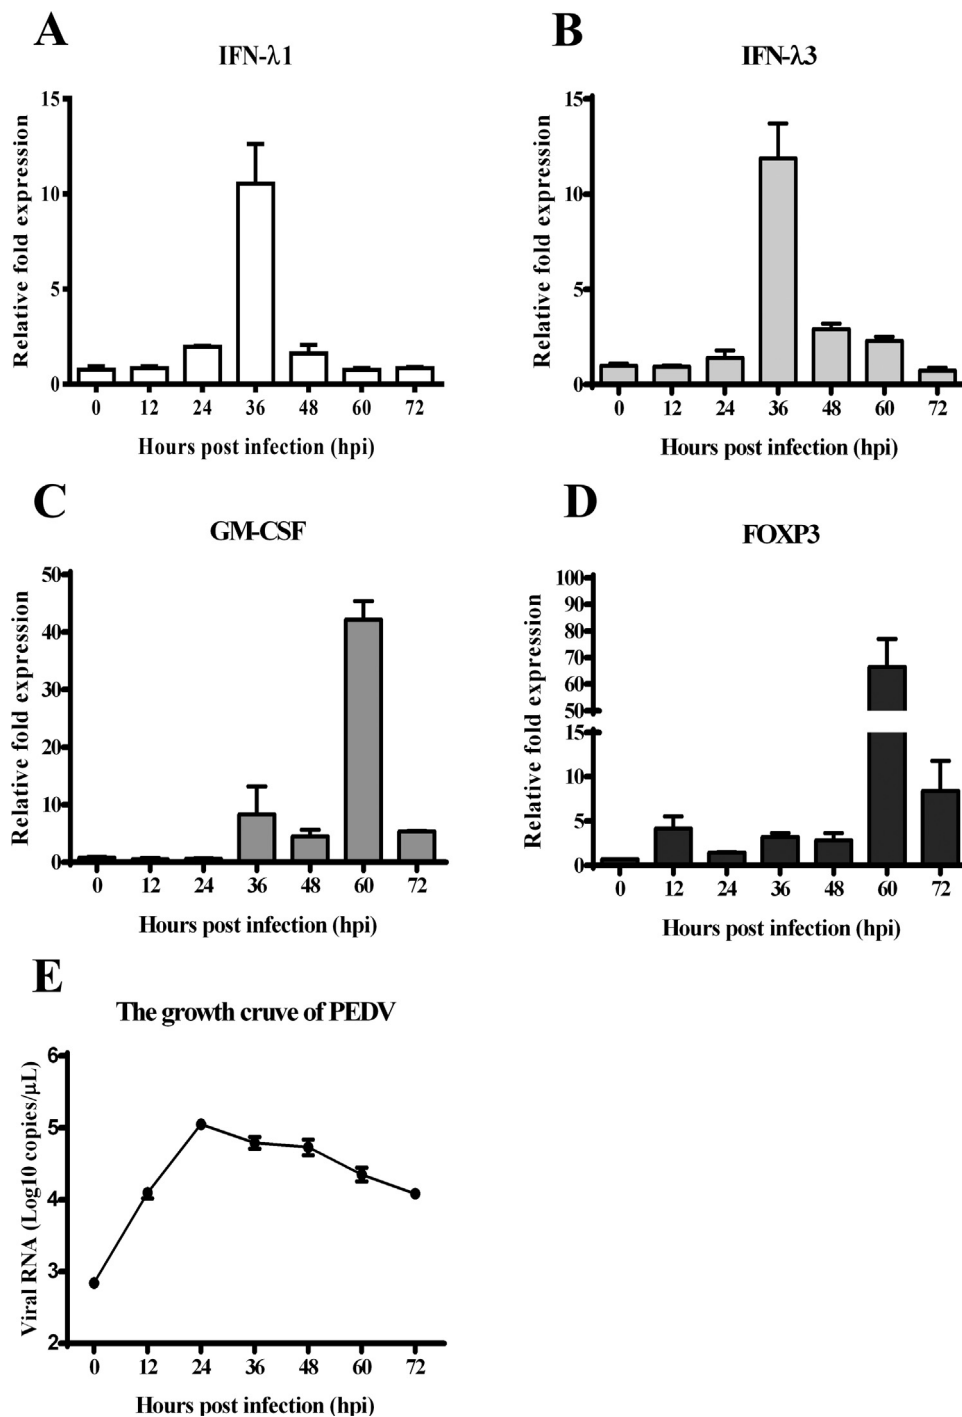 A
IFN-λ1
Relative fold expression
15
10
5
0
0 12 24 36 48 60 72
Hours post infection (hpi)
B
IFN-λ3
Relative fold expression
15
10
5
0
0 12 24 36 48 60 72
Hours post infection (hpi)
C
GM-CSF
Relative fold expression
50
40
30
20
10
0
0 12 24 36 48 60 72
Hours post infection (hpi)
D
FOXP3
Relative fold expression
100
90
80
70
60
50
15
10
5
0
0 12 24 36 48 60 72
Hours post infection (hpi)
E
The growth cruve of PEDV
Viral RNA (Log10 copies/μL)
6
5
4
3
2
0 12 24 36 48 60 72
Hours post infection (hpi)